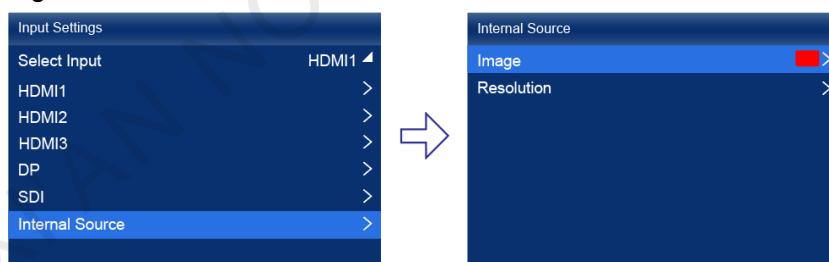 Input Settings
Select Input HDMI1
HDMI1
HDMI2
HDMI3
DP
SDI
Internal Source
Internal Source
Image
Resolution